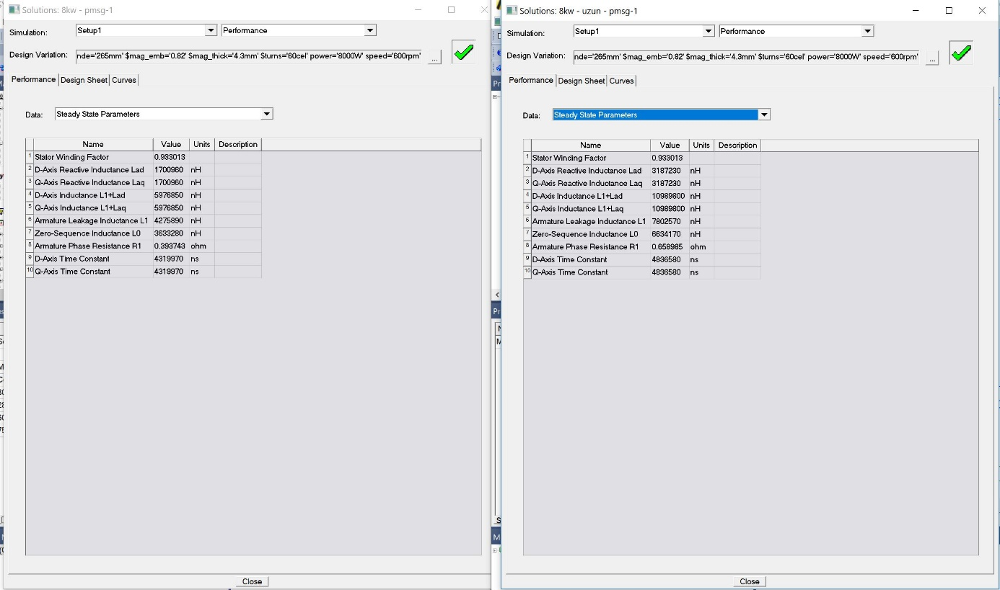 Solutions: 8kw - pmsg-1
Simulation: Setup1 Performance
Design Variation: nde='265mm' $mag_emb='0.82' $mag_thick='4.3mm' $turns='60cel' power='8000W' speed='600rpm' ...
Performance Design Sheet Curves
Data: Steady State Parameters
Name Value Units Description
1 Stator Winding Factor 0.933013
2 D-Axis Reactive Inductance Lad 1700960 nH
3 Q-Axis Reactive Inductance Laq 1700960 nH
4 D-Axis Inductance L1+Lad 5976850 nH
5 Q-Axis Inductance L1+Laq 5976850 nH
6 Armature Leakage Inductance L1 4275890 nH
7 Zero-Sequence Inductance L0 3633280 nH
8 Armature Phase Resistance R1 0.393743 ohm
9 D-Axis Time Constant 4319970 ns
10 Q-Axis Time Constant 4319970 ns
Close
Solutions: 8kw - uzun - pmsg-1
Simulation: Setup1 Performance
Design Variation: nde='265mm' $mag_emb='0.82' $mag_thick='4.3mm' $turns='60cel' power='8000W' speed='600rpm' ...
Performance Design Sheet Curves
Data: Steady State Parameters
Name Value Units Description
1 Stator Winding Factor 0.933013
2 D-Axis Reactive Inductance Lad 3187230 nH
3 Q-Axis Reactive Inductance Laq 3187230 nH
4 D-Axis Inductance L1+Lad 10989800 nH
5 Q-Axis Inductance L1+Laq 10989800 nH
6 Armature Leakage Inductance L1 7802570 nH
7 Zero-Sequence Inductance L0 6634170 nH
8 Armature Phase Resistance R1 0.658985 ohm
9 D-Axis Time Constant 4836580 ns
10 Q-Axis Time Constant 4836580 ns
Close